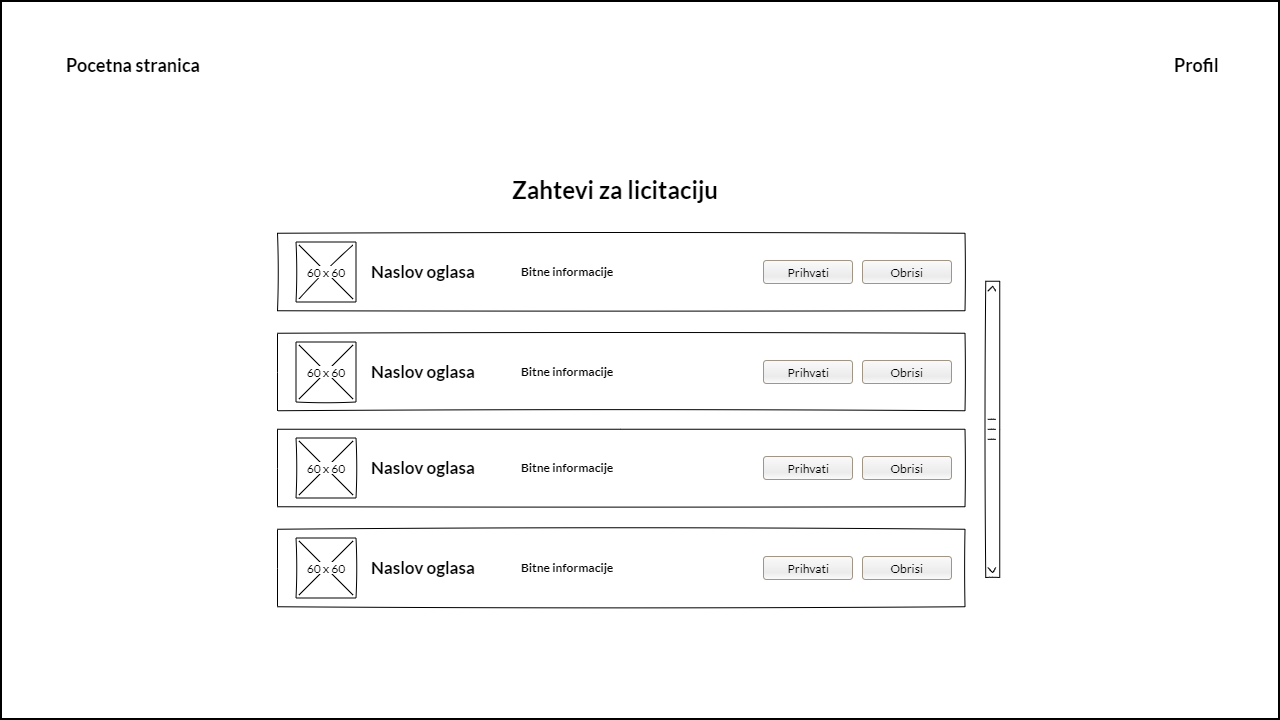 Pocetna stranica
Profil
Zahtevi za licitaciju
60 x 60 Naslov oglasa Bitne informacije Prihvati Obrisi
60 x 60 Naslov oglasa Bitne informacije Prihvati Obrisi
60 x 60 Naslov oglasa Bitne informacije Prihvati Obrisi
60 x 60 Naslov oglasa Bitne informacije Prihvati Obrisi